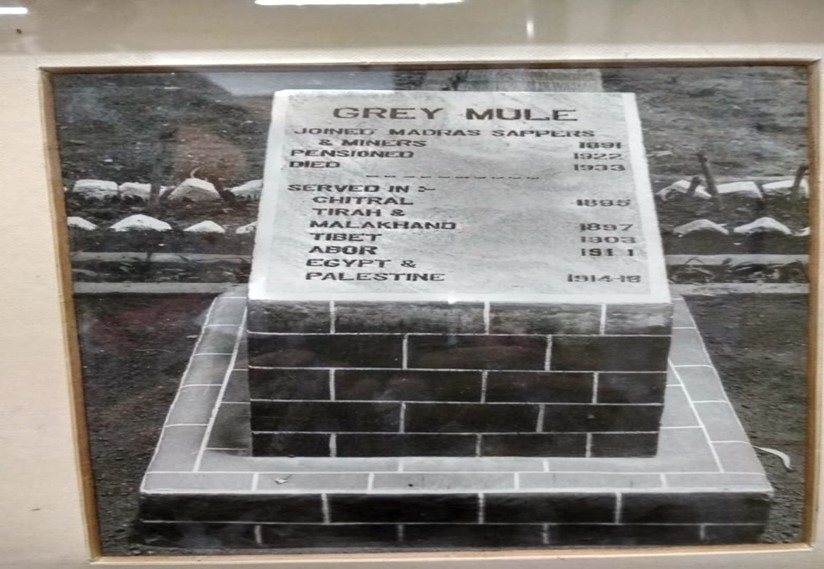 GREY MULE
JOINED MADRAS SAPPERS
& MINERS 1891
PENSIONED 1922
DIED 1933
SERVED IN :-
CHITRAL 1895
TIRAH &
MALAKHAND 1897
TIBET 1903
ABOR 1911
EGYPT &
PALESTINE 1914-18